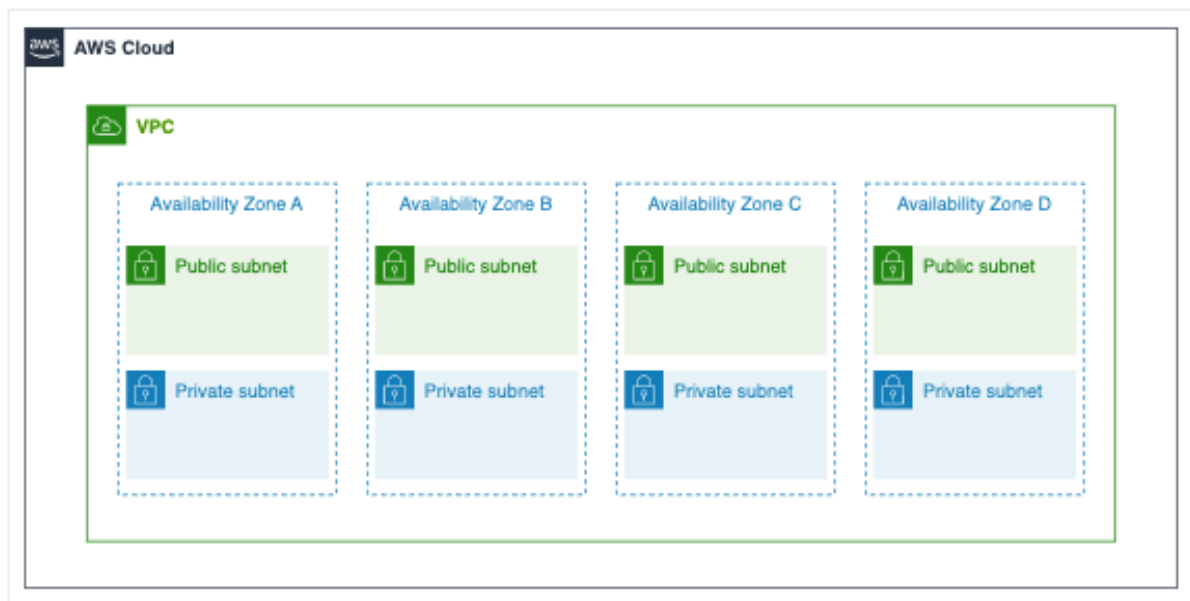 aws
AWS Cloud
VPC
Availability Zone A
Availability Zone B
Availability Zone C
Availability Zone D
Public subnet
Public subnet
Public subnet
Public subnet
Private subnet
Private subnet
Private subnet
Private subnet